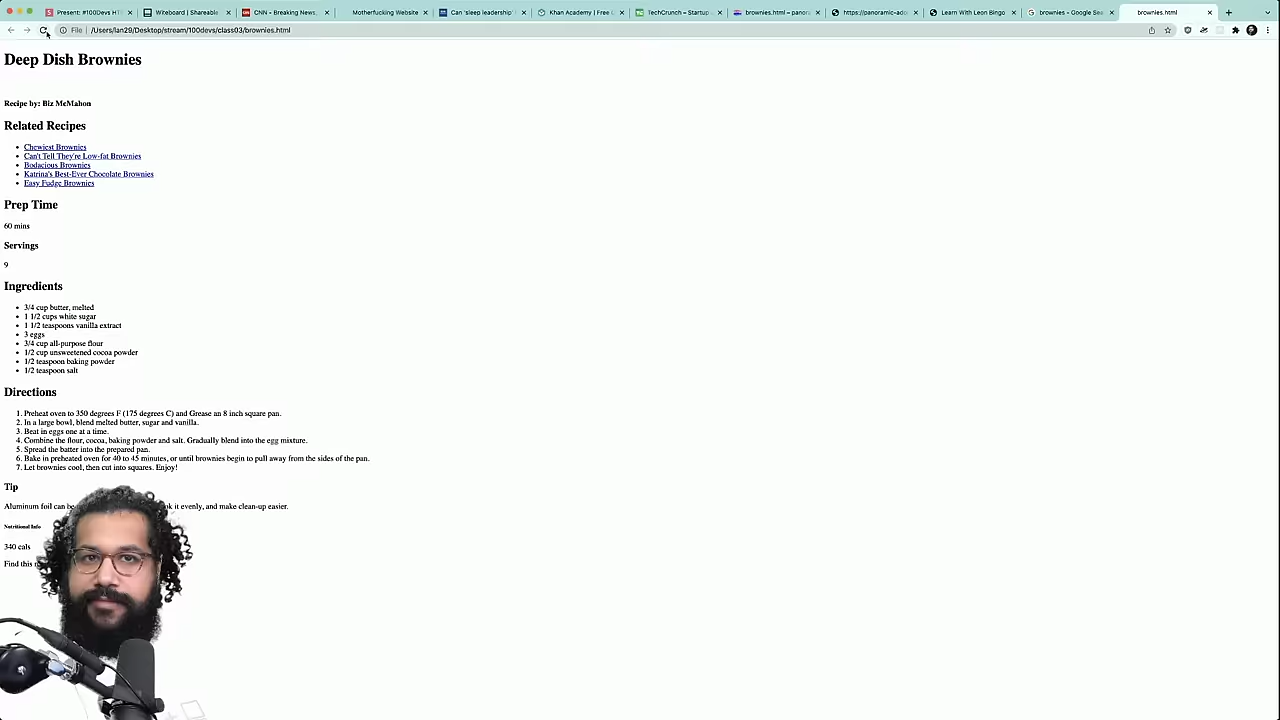 Present: #100Devs HT
Witeboard | Shareable
CNN - Breaking News,
Motherfucking Website
Can 'sleep leadership'
Khan Academy | Free
TechCrunch – Start
brownies.html –
https://panoramic-
Learn With Leon Bingo
brownies - Google Sea
brownies.html
File | /Users/lan29/Desktop/stream/100devs/class03/brownies.html
Deep Dish Brownies
Recipe by: Biz McMahon
Related Recipes
Chewiest Brownies
Can't Tell They're Low-fat Brownies
Bodacious Brownies
Katrina's Best-Ever Chocolate Brownies
Easy Fudge Brownies
Prep Time
60 mins
Servings
9
Ingredients
3/4 cup butter, melted
1 1/2 cups white sugar
1 1/2 teaspoons vanilla extract
3 eggs
3/4 cup all-purpose flour
1/2 cup unsweetened cocoa powder
1/2 teaspoon baking powder
1/2 teaspoon salt
Directions
1. Preheat oven to 350 degrees F (175 degrees C) and Grease an 8 inch square pan.
2. In a large bowl, blend melted butter, sugar and vanilla.
3. Beat in eggs one at a time.
4. Combine the flour, cocoa, baking powder and salt. Gradually blend into the egg mixture.
5. Spread the batter into the prepared pan.
6. Bake in preheated oven for 40 to 45 minutes, or until brownies begin to pull away from the sides of the pan.
7. Let brownies cool, then cut into squares. Enjoy!
Tip
Aluminum foil can be it evenly, and make clean-up easier.
Nutritional Info
340 cals
Find this